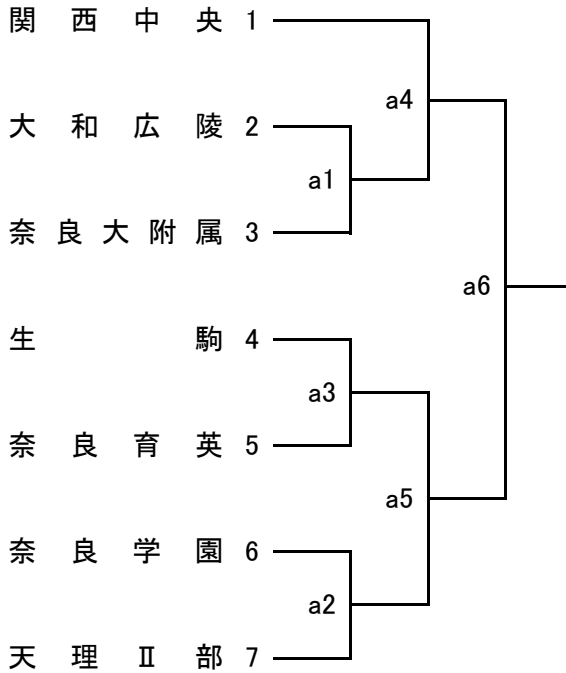 関西中央 1
a4
大和広陵 2
a1
奈良大附属 3
a6
生駒 4
a3
奈良育英 5
a5
奈良学園 6
a2
天理Ⅱ部 7